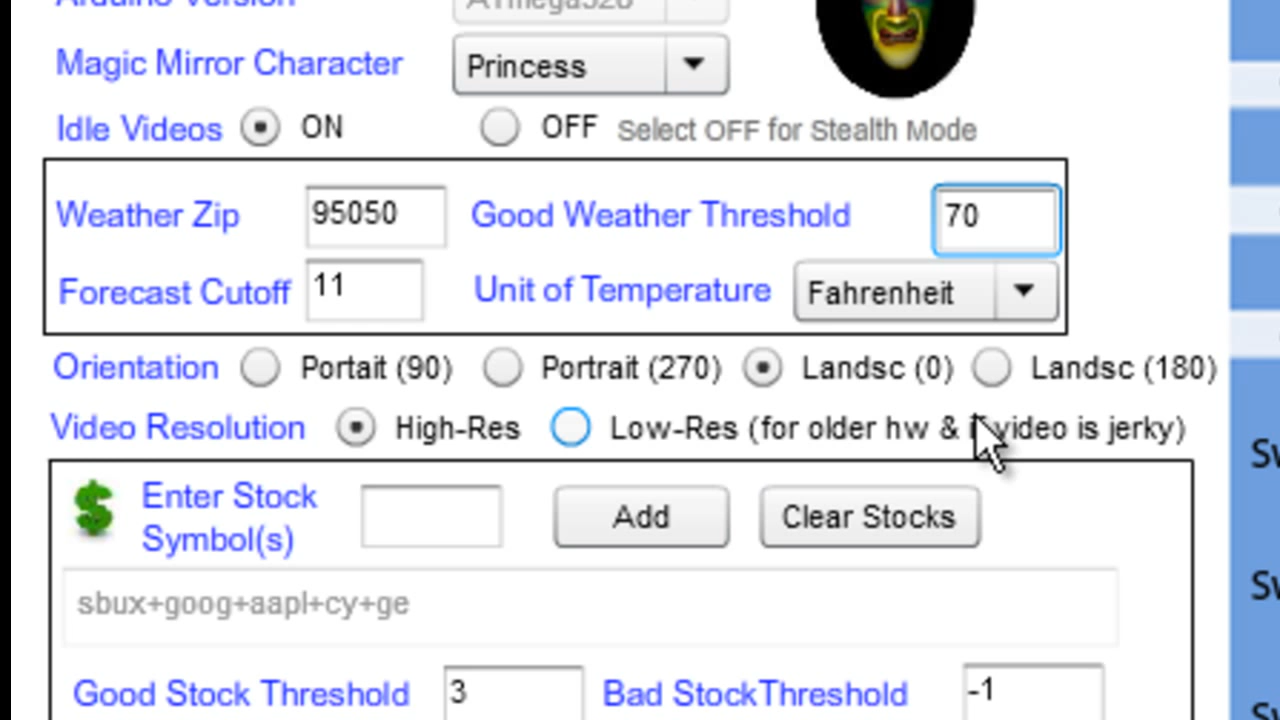 Arduino Version ATmega328
Magic Mirror Character Princess
Idle Videos ON OFF Select OFF for Stealth Mode
Weather Zip 95050 Good Weather Threshold 70
Forecast Cutoff 11 Unit of Temperature Fahrenheit
Orientation Portait (90) Portrait (270) Landsc (0) Landsc (180)
Video Resolution High-Res Low-Res (for older hw & video is jerky)
Enter Stock
Symbol(s) Add Clear Stocks
sbux+goog+aapl+cy+ge
Good Stock Threshold 3 Bad StockThreshold -1